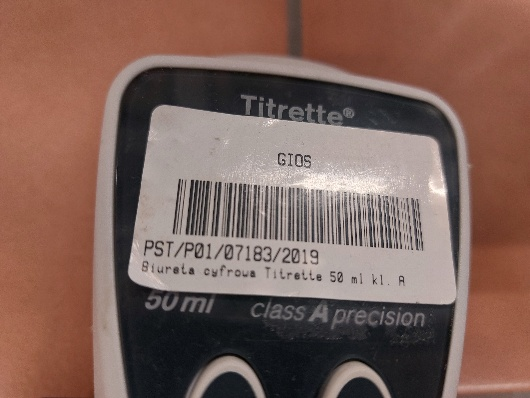 Titrette®
GIOS
PST/P01/07183/2019
Biureta cyfrowa Titrette 50 ml kl. A
50 ml class A precision